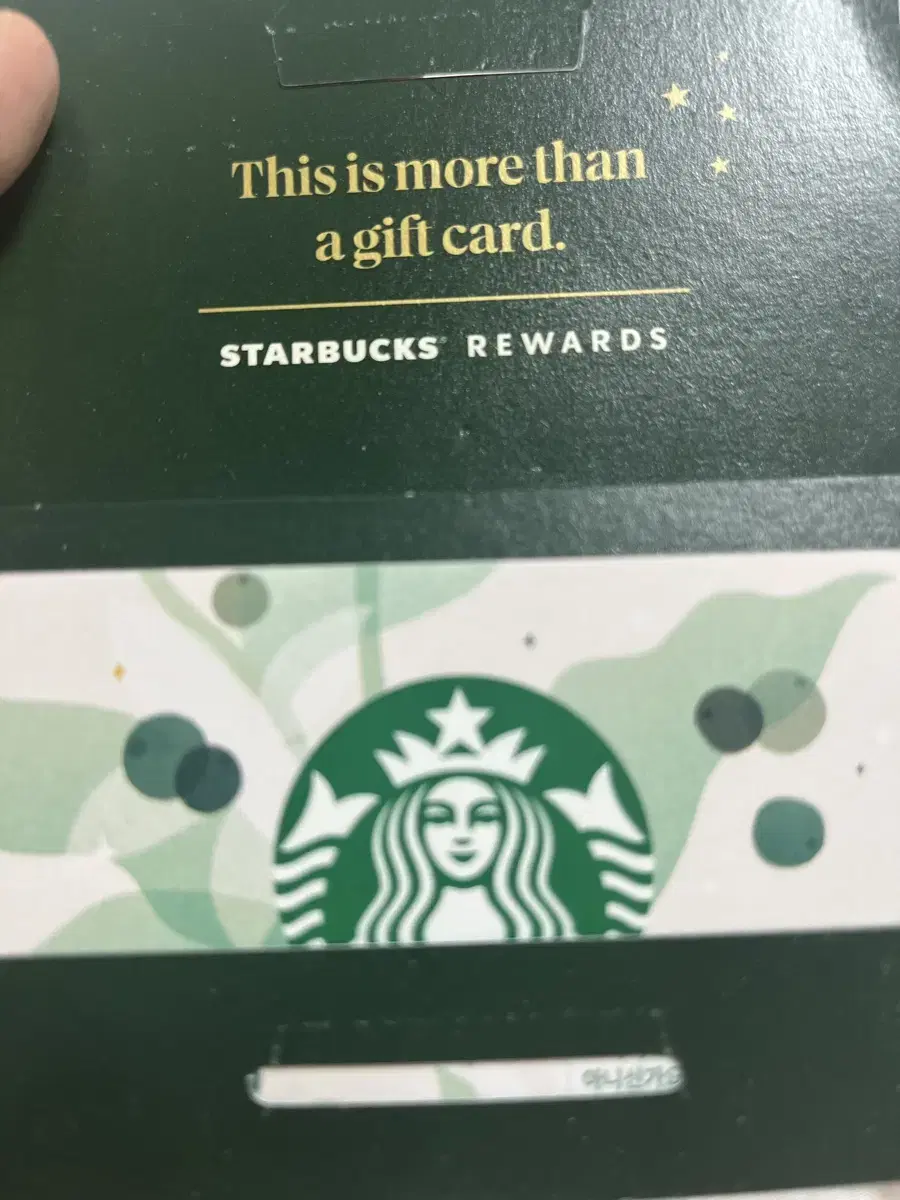 This is more than
a gift card.
STARBUCKS® REWARDS